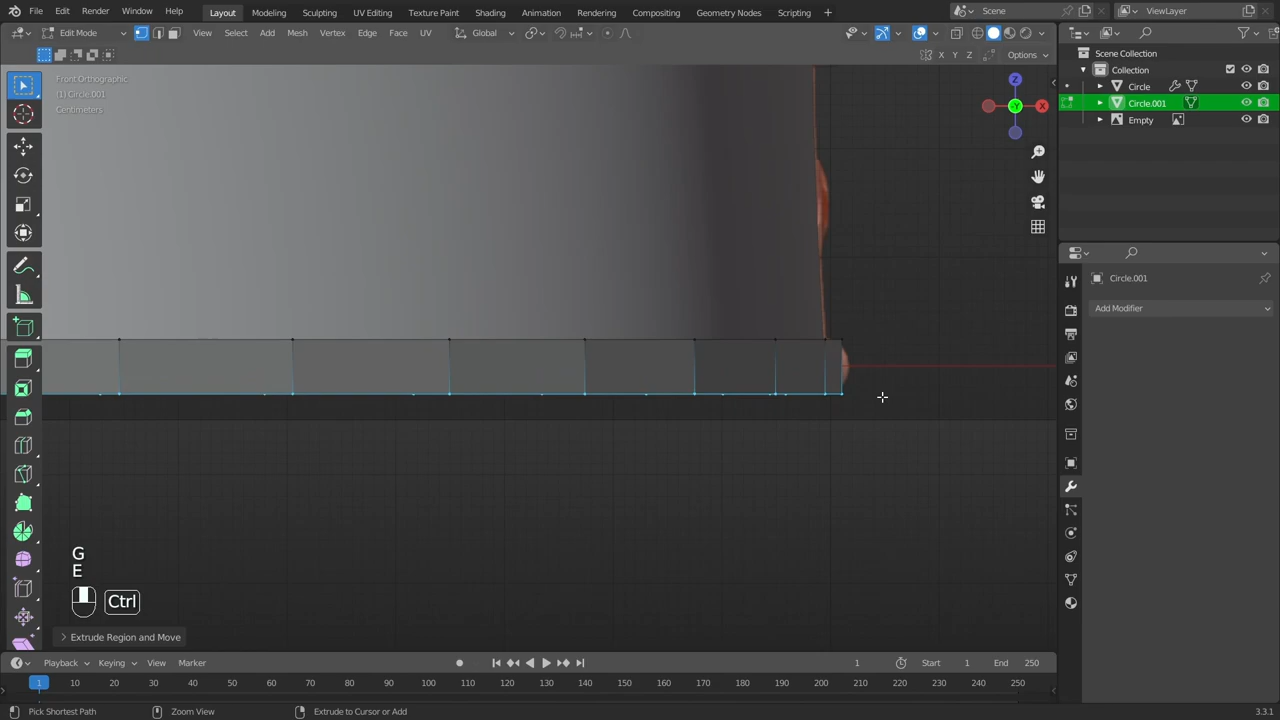 File Edit Render Window Help Layout Modeling Sculpting UV Editing Texture Paint Shading Animation Rendering Compositing Geometry Nodes Scripting + Scene ViewLayer
Edit Mode View Select Add Mesh Vertex Edge Face UV Global
X Y Z Options
Front Orthographic
(1) Circle.001
Centimeters
Z
-Y
X
Scene Collection
Collection
Circle
Circle.001
Empty
Circle.001
Add Modifier
G
E
Ctrl
Extrude Region and Move
Playback Keying View Marker 1 Start 1 End 250
1 10 20 30 40 50 60 70 80 90 100 110 120 130 140 150 160 170 180 190 200 210 220 230 240 250
Pick Shortest Path Zoom View Extrude to Cursor or Add 3.3.1